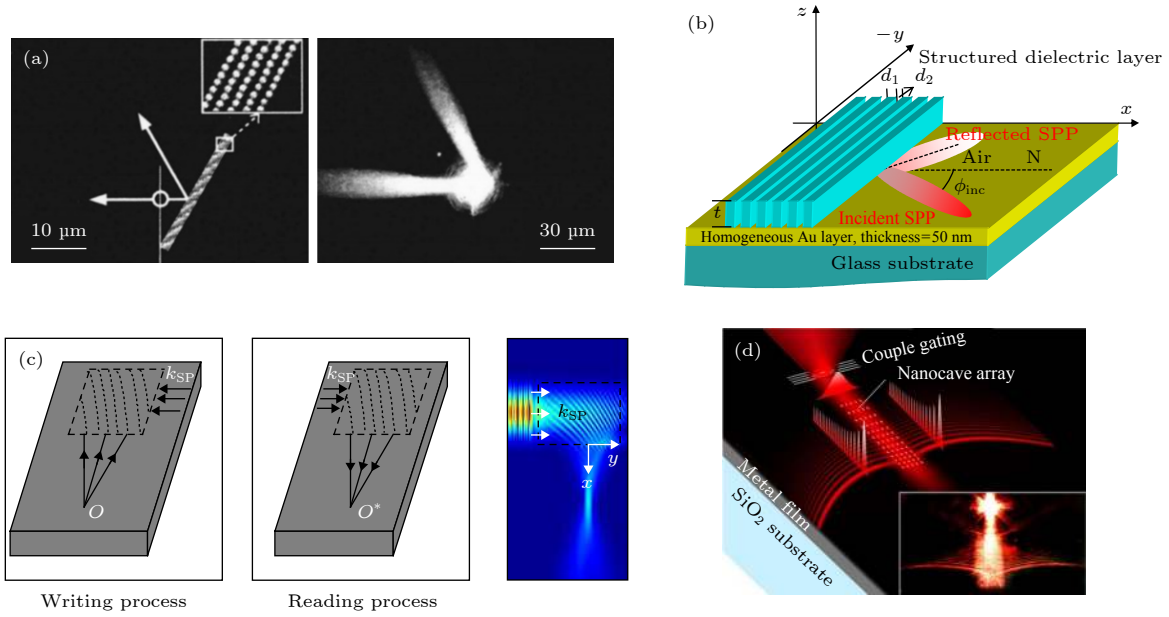 (a)
10 µm
30 µm
(b)
z
−y
Structured dielectric layer
d1 d2
x
Reflected SPP
Air N
ϕinc
t
Incident SPP
Homogeneous Au layer, thickness=50 nm
Glass substrate
(c)
kSP
O
Writing process
kSP
O*
Reading process
kSP
y
x
(d)
Couple gating
Nanocave array
Metal film
SiO2 substrate